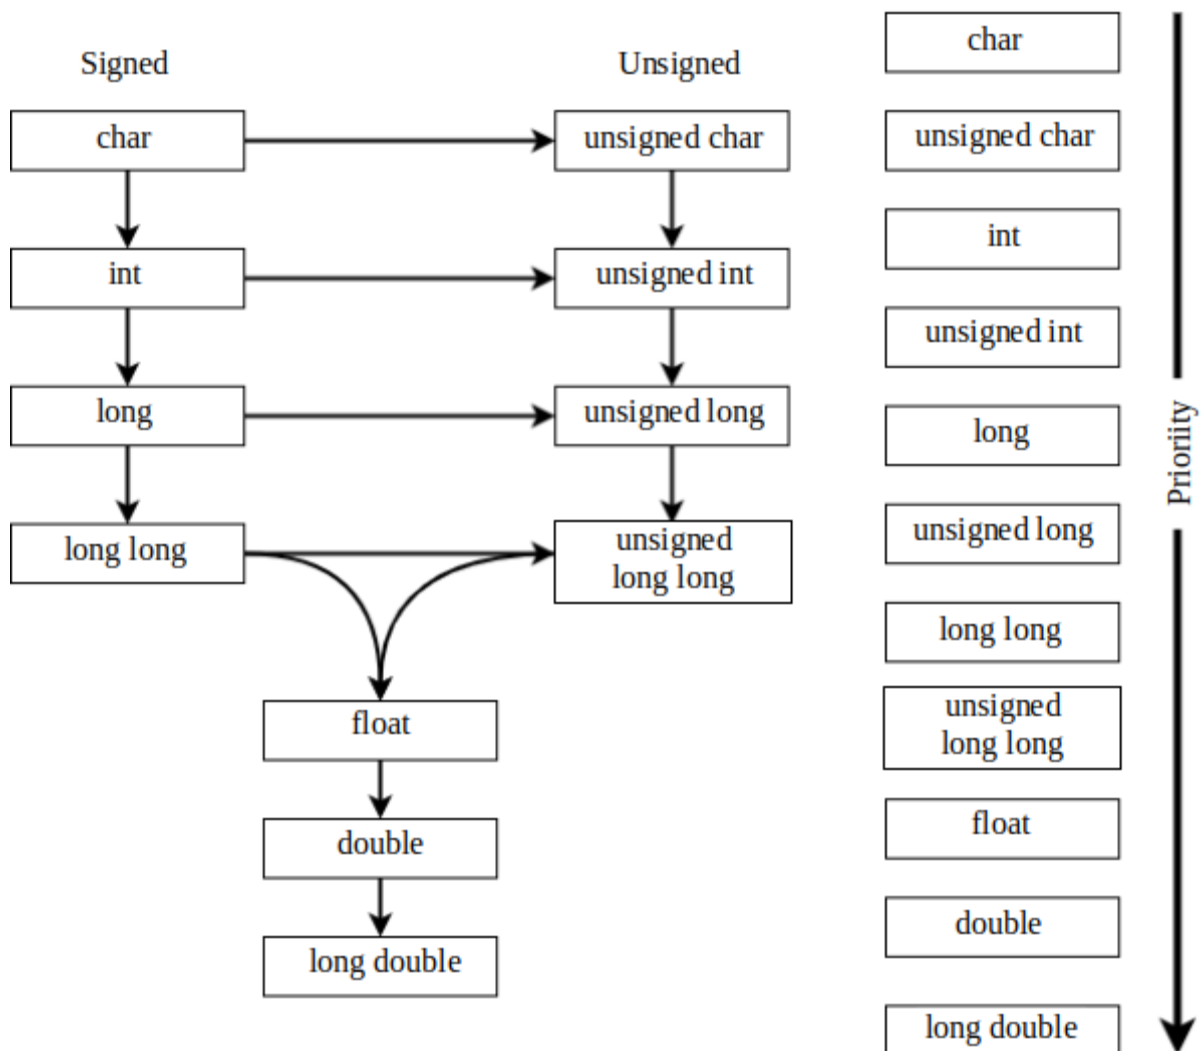 Signed
Unsigned
char
unsigned char
int
unsigned int
long
unsigned long
long long
unsigned
long long
float
double
long double
char
unsigned char
int
unsigned int
long
unsigned long
long long
unsigned
long long
float
double
long double
Prioriity